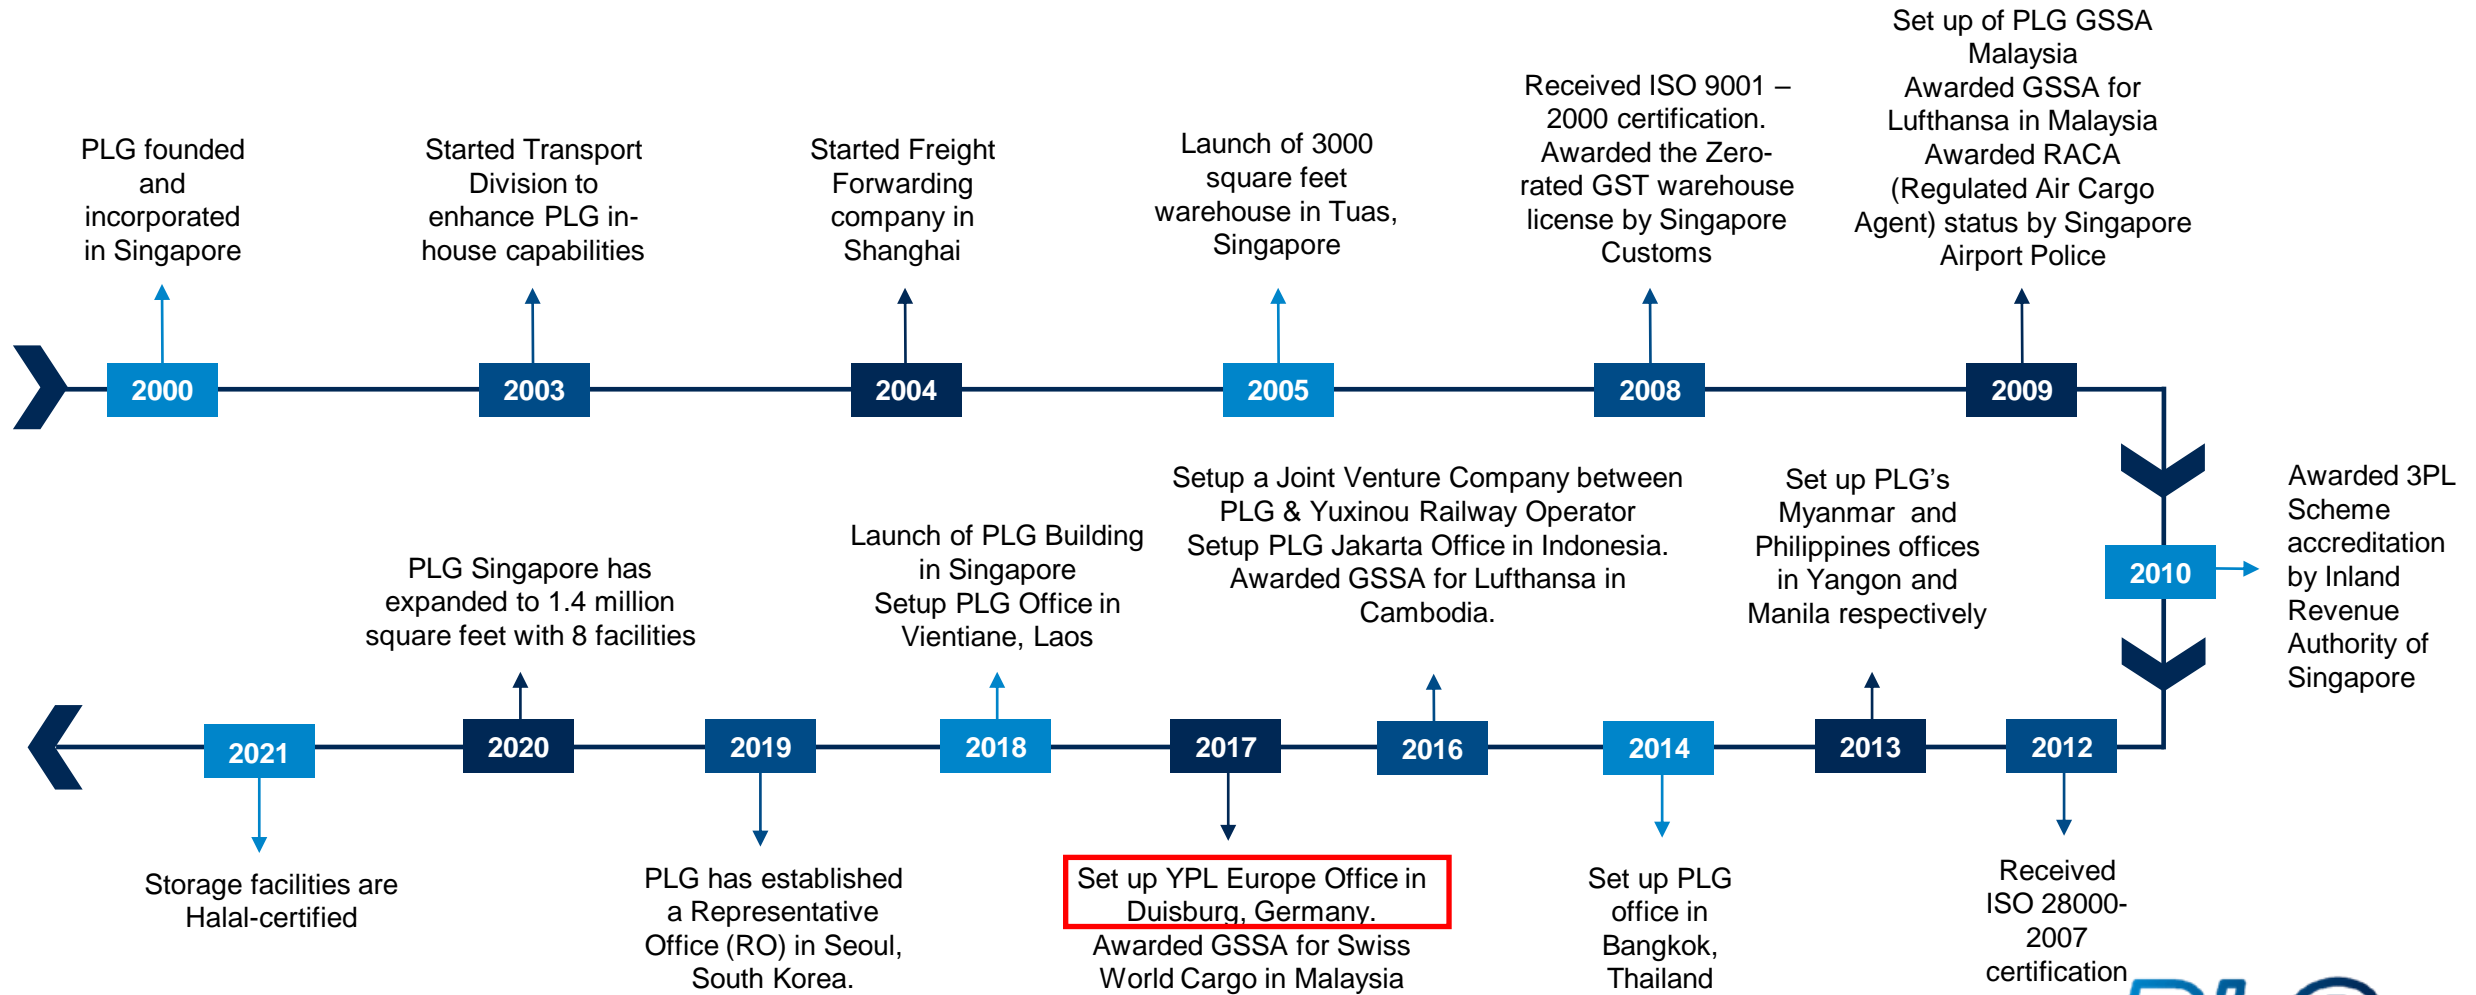 PLG founded
and
incorporated
in Singapore
2000
Started Transport
Division to
enhance PLG in-
house capabilities
2003
Started Freight
Forwarding
company in
Shanghai
2004
Launch of 3000
square feet
warehouse in Tuas,
Singapore
2005
Received ISO 9001 –
2000 certification.
Awarded the Zero-
rated GST warehouse
license by Singapore
Customs
2008
Set up of PLG GSSA
Malaysia
Awarded GSSA for
Lufthansa in Malaysia
Awarded RACA
(Regulated Air Cargo
Agent) status by Singapore
Airport Police
2009
2010
Awarded 3PL
Scheme
accreditation
by Inland
Revenue
Authority of
Singapore
2012
Received
ISO 28000-
2007
certification
Set up PLG’s
Myanmar and
Philippines offices
in Yangon and
Manila respectively
2013
2014
Set up PLG
office in
Bangkok,
Thailand
Setup a Joint Venture Company between
PLG & Yuxinou Railway Operator
Setup PLG Jakarta Office in Indonesia.
Awarded GSSA for Lufthansa in
Cambodia.
2016
2017
Set up YPL Europe Office in
Duisburg, Germany.
Awarded GSSA for Swiss
World Cargo in Malaysia
Launch of PLG Building
in Singapore
Setup PLG Office in
Vientiane, Laos
2018
2019
PLG has established
a Representative
Office (RO) in Seoul,
South Korea.
PLG Singapore has
expanded to 1.4 million
square feet with 8 facilities
2020
2021
Storage facilities are
Halal-certified